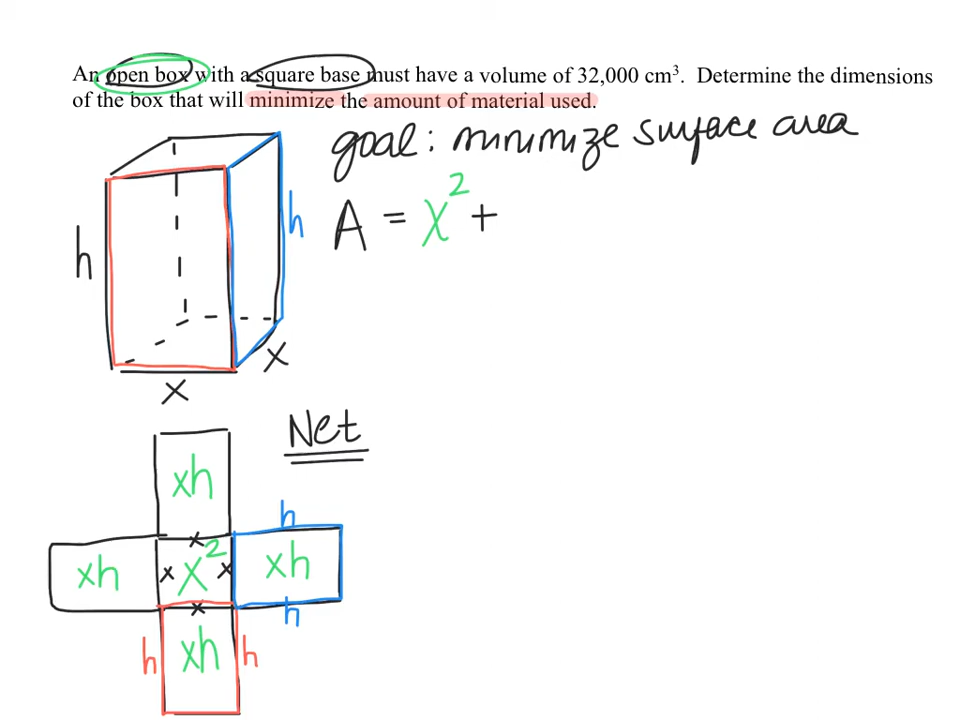 An open box with a square base must have a volume of 32,000 cm³. Determine the dimensions
of the box that will minimize the amount of material used.
goal: minimize surface area
A = x² +
h
h
x
x
Net
xh
h
x
xh
x x² x
xh
x
h
h
xh
h